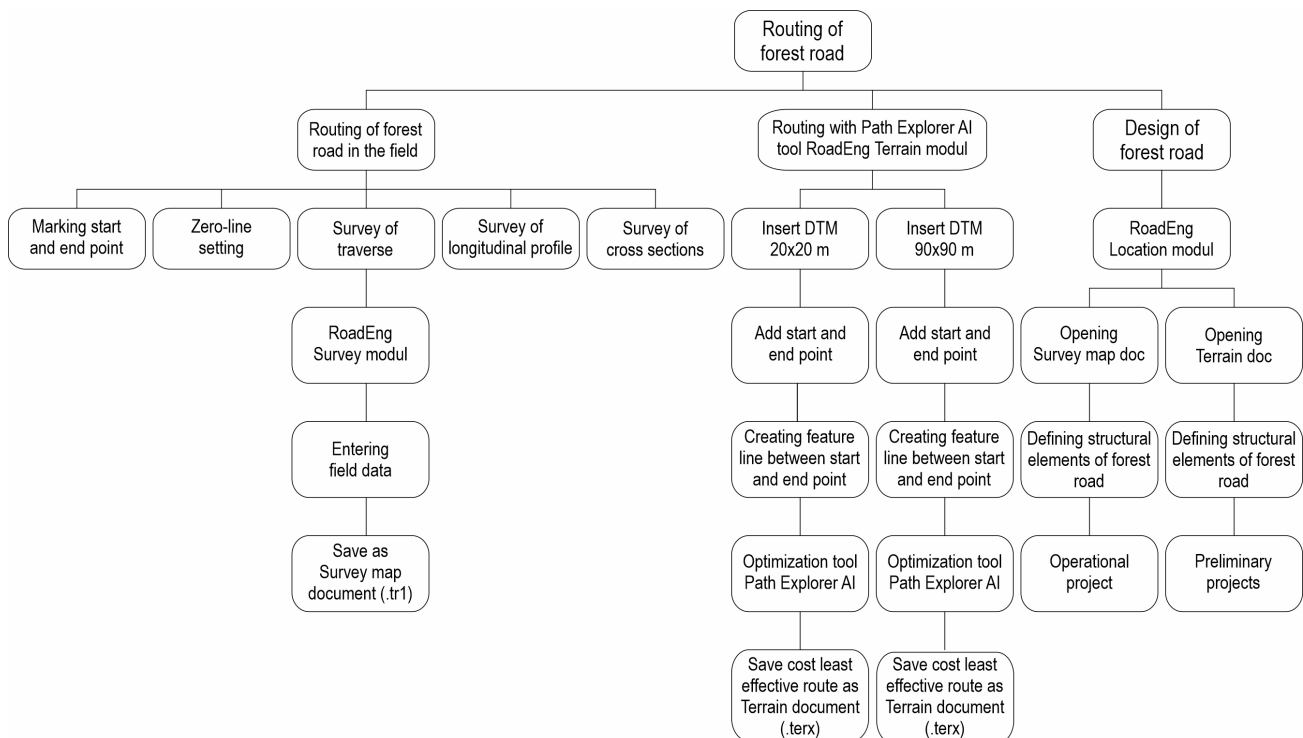 Routing of
forest road
Routing of forest
road in the field
Routing with Path Explorer AI
tool RoadEng Terrain modul
Design of
forest road
Marking start
and end point
Zero-line
setting
Survey of
traverse
Survey of
longitudinal profile
Survey of
cross sections
Insert DTM
20x20 m
Insert DTM
90x90 m
RoadEng
Location modul
RoadEng
Survey modul
Add start and
end point
Add start and
end point
Opening
Survey map doc
Opening
Terrain doc
Entering
field data
Creating feature
line between start
and end point
Creating feature
line between start
and end point
Defining structural
elements of forest
road
Defining structural
elements of forest
road
Save as
Survey map
document (.tr1)
Optimization tool
Path Explorer AI
Optimization tool
Path Explorer AI
Operational
project
Preliminary
projects
Save cost least
effective route as
Terrain document
(.terx)
Save cost least
effective route as
Terrain document
(.terx)